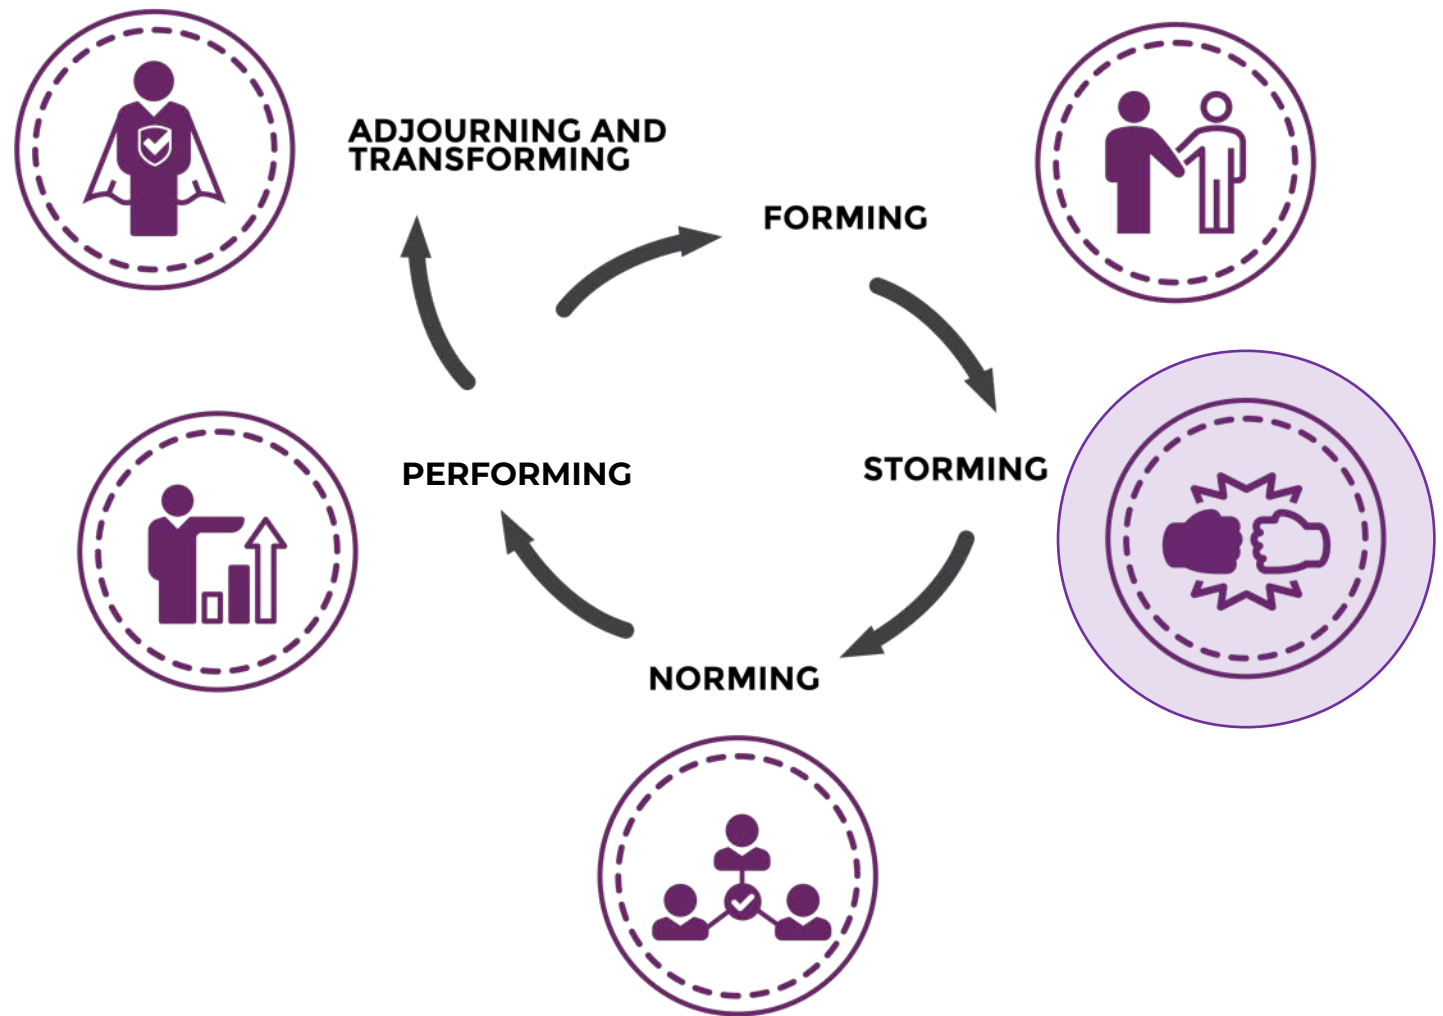 ADJOURNING AND
TRANSFORMING
FORMING
STORMING
PERFORMING
NORMING